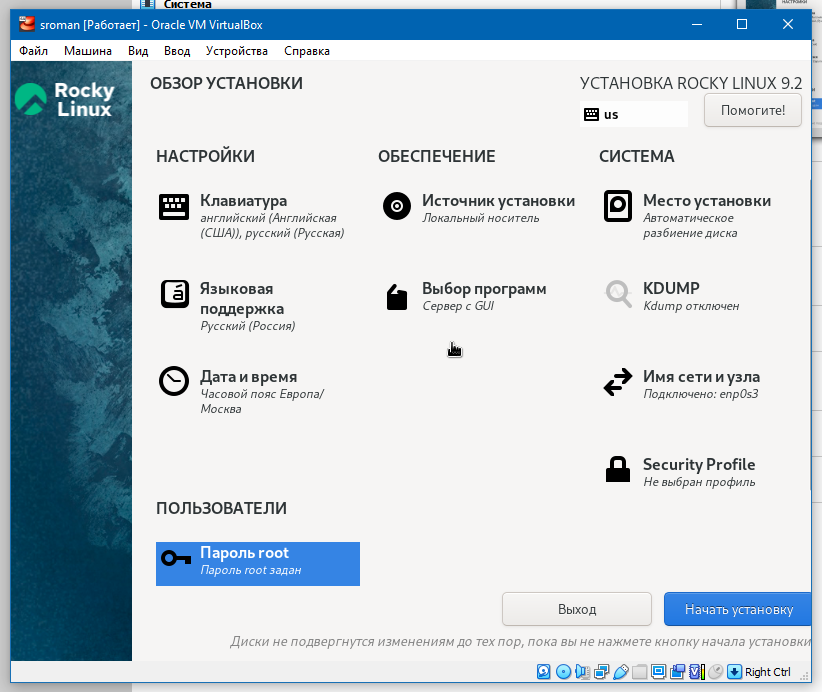 Система
sroman [Работает] - Oracle VM VirtualBox
Файл Машина Вид Ввод Устройства Справка
Rocky
Linux
ОБЗОР УСТАНОВКИ
УСТАНОВКА ROCKY LINUX 9.2
us
Помогите!
НАСТРОЙКИ
Клавиатура
английский (Английская
(США)), русский (Русская)
Языковая
поддержка
Русский (Россия)
Дата и время
Часовой пояс Европа/
Москва
ОБЕСПЕЧЕНИЕ
Источник установки
Локальный носитель
Выбор программ
Сервер с GUI
СИСТЕМА
Место установки
Автоматическое
разбиение диска
KDUMP
Kdump отключен
Имя сети и узла
Подключено: enp0s3
Security Profile
Не выбран профиль
ПОЛЬЗОВАТЕЛИ
Пароль root
Пароль root задан
Выход
Начать установку
Диски не подвергнутся изменениям до тех пор, пока вы не нажмете кнопку начала установки
Right Ctrl